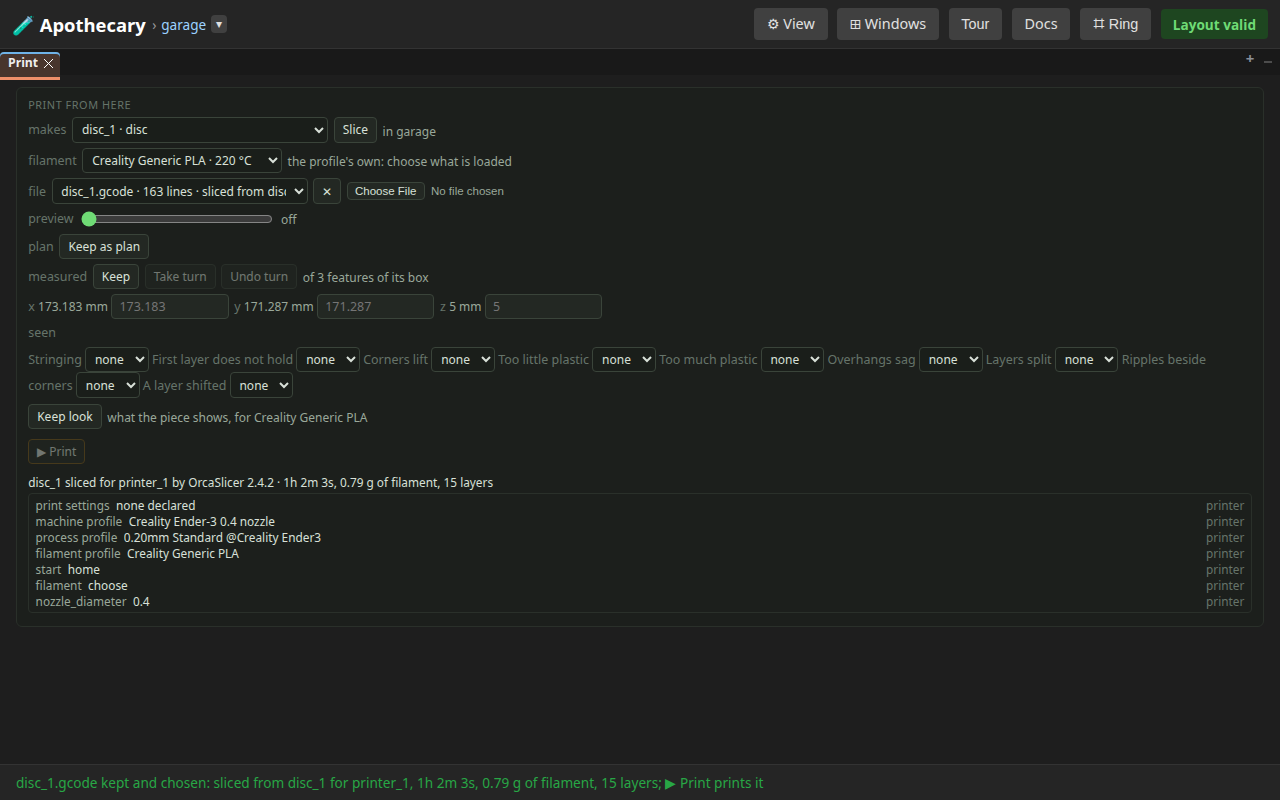 Apothecary › garage ▾ ⚙ View ⊞ Windows Tour Docs ⌗ Ring Layout valid
Print ✕ + –
PRINT FROM HERE
makes disc_1 · disc Slice in garage
filament Creality Generic PLA · 220 °C the profile's own: choose what is loaded
file disc_1.gcode · 163 lines · sliced from disc ✕ Choose File No file chosen
preview off
plan Keep as plan
measured Keep Take turn Undo turn of 3 features of its box
x 173.183 mm 173.183 y 171.287 mm 171.287 z 5 mm 5
seen
Stringing none First layer does not hold none Corners lift none Too little plastic none Too much plastic none Overhangs sag none Layers split none Ripples beside
corners none A layer shifted none
Keep look what the piece shows, for Creality Generic PLA
▶ Print
disc_1 sliced for printer_1 by OrcaSlicer 2.4.2 · 1h 2m 3s, 0.79 g of filament, 15 layers
print settings none declared printer
machine profile Creality Ender-3 0.4 nozzle printer
process profile 0.20mm Standard @Creality Ender3 printer
filament profile Creality Generic PLA printer
start home printer
filament choose printer
nozzle_diameter 0.4 printer
disc_1.gcode kept and chosen: sliced from disc_1 for printer_1, 1h 2m 3s, 0.79 g of filament, 15 layers; ▶ Print prints it